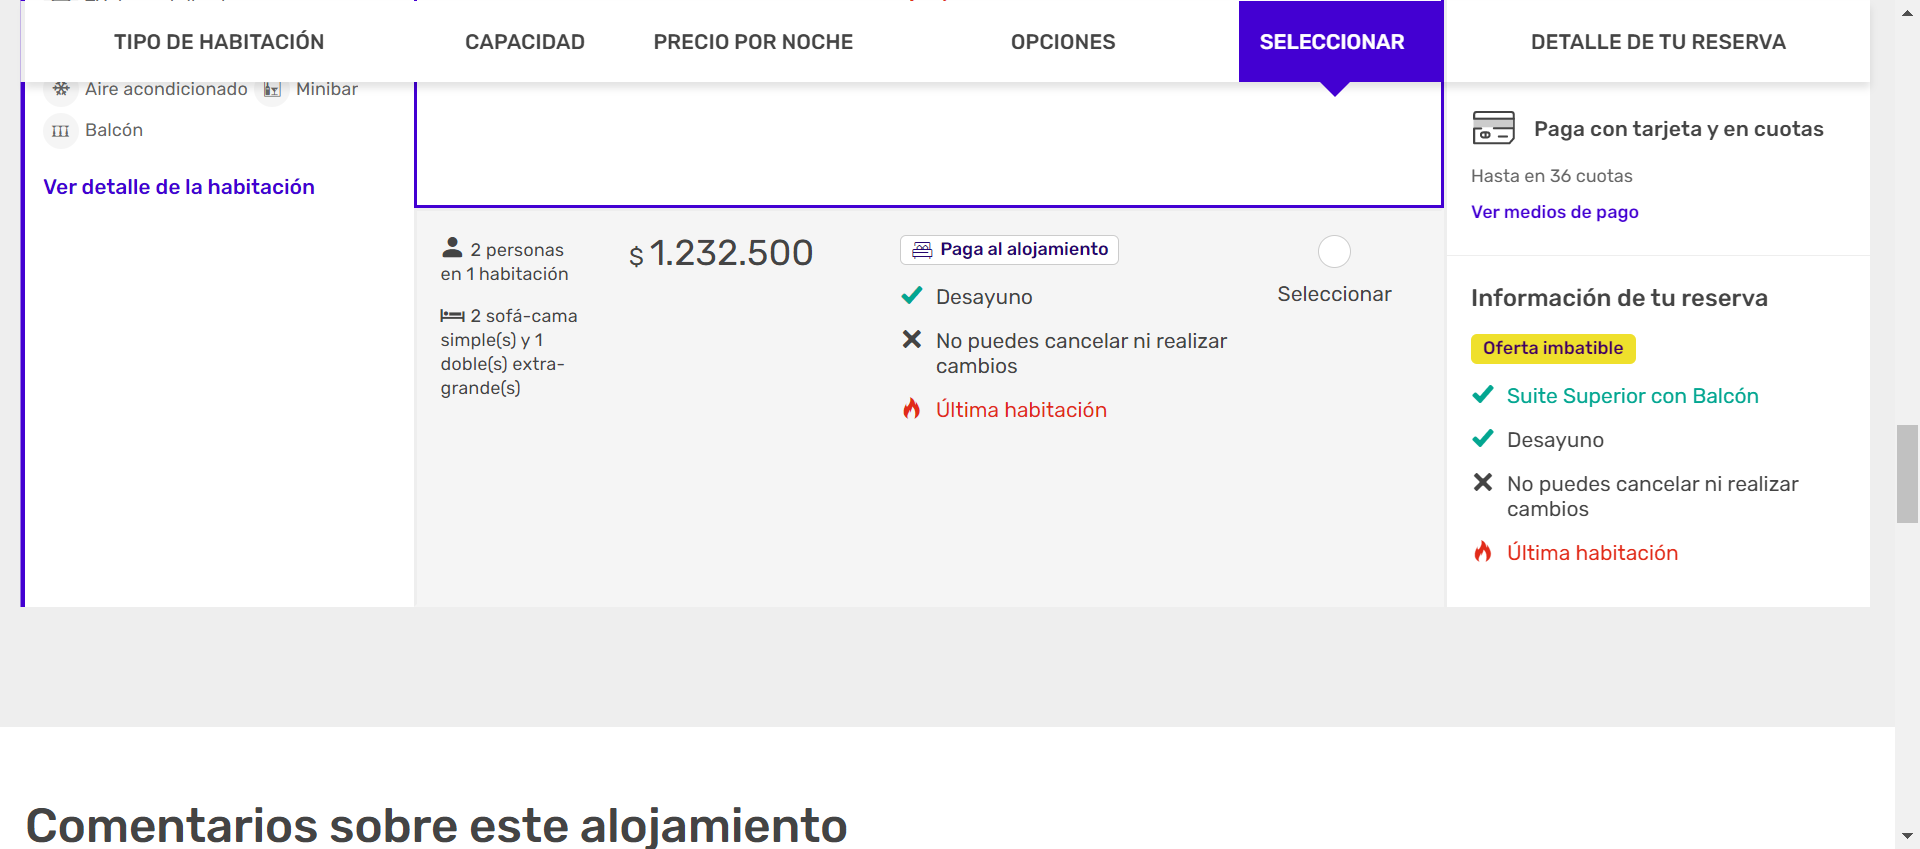 TIPO DE HABITACIÓN
CAPACIDAD
PRECIO POR NOCHE
OPCIONES
SELECCIONAR
DETALLE DE TU RESERVA
Aire acondicionado
Minibar
Balcón
Ver detalle de la habitación
2 personas
en 1 habitación
2 sofá-cama
simple(s) y 1
doble(s) extra-
grande(s)
$ 1.232.500
Paga al alojamiento
Desayuno
No puedes cancelar ni realizar
cambios
Última habitación
Seleccionar
Paga con tarjeta y en cuotas
Hasta en 36 cuotas
Ver medios de pago
Información de tu reserva
Oferta imbatible
Suite Superior con Balcón
Desayuno
No puedes cancelar ni realizar
cambios
Última habitación
Comentarios sobre este alojamiento